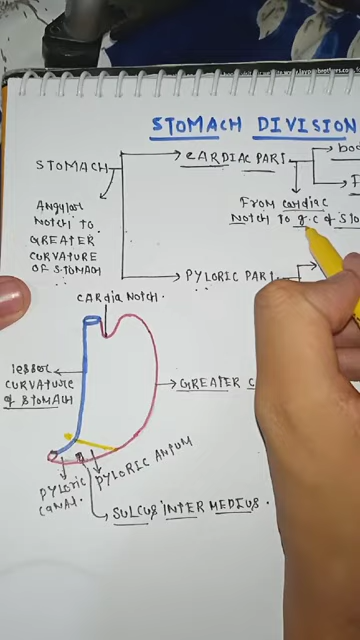 STOMACH DIVISION
STOMACH
CARDIAC PART
From cardiac
Notch to g.c of
Angular
Notch to
GREATER
CURVATURE
OF STOMACH
PYLORIC PART
CARdia Notch.
lesser
CURVATURE
of STOMACH
GREATER
PYLORIC
CANAL
PYLORIC ANPUM
SULCUS INTER MEDIUS.